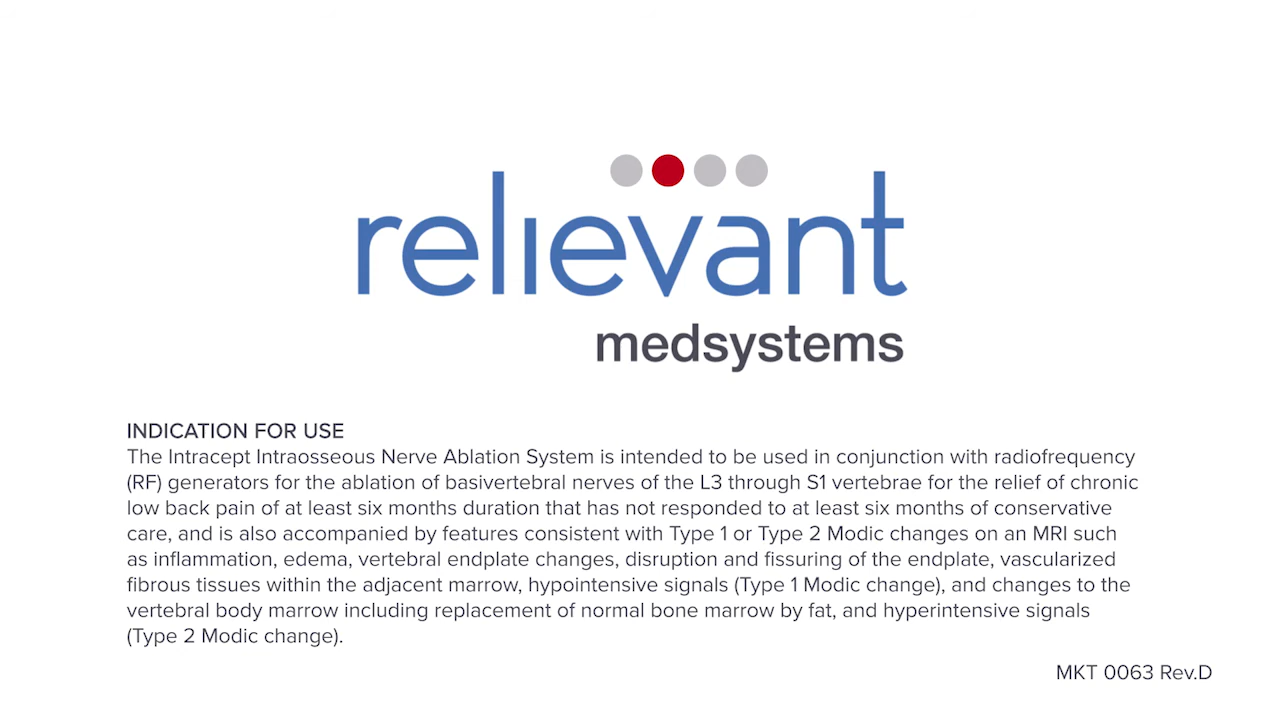 relievant
medsystems
INDICATION FOR USE
The Intracept Intraosseous Nerve Ablation System is intended to be used in conjunction with radiofrequency
(RF) generators for the ablation of basivertebral nerves of the L3 through S1 vertebrae for the relief of chronic
low back pain of at least six months duration that has not responded to at least six months of conservative
care, and is also accompanied by features consistent with Type 1 or Type 2 Modic changes on an MRI such
as inflammation, edema, vertebral endplate changes, disruption and fissuring of the endplate, vascularized
fibrous tissues within the adjacent marrow, hypointensive signals (Type 1 Modic change), and changes to the
vertebral body marrow including replacement of normal bone marrow by fat, and hyperintensive signals
(Type 2 Modic change).
MKT 0063 Rev.D